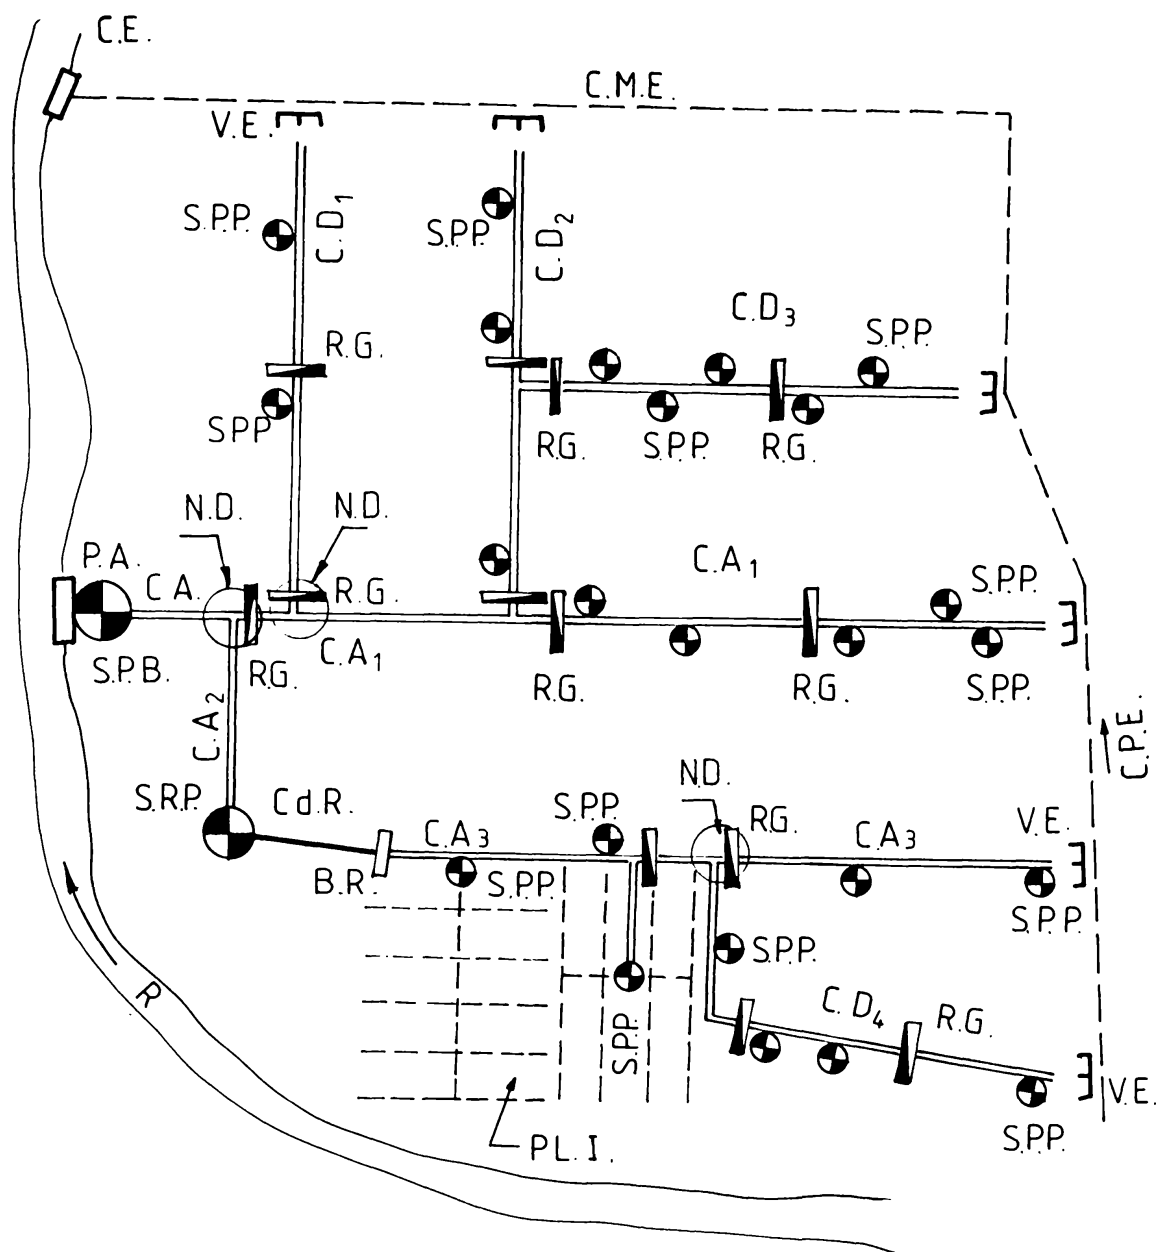 C.E.
C.M.E.
V.E.
S.P.P.
C.D1
S.P.P.
C.D2
C.D3
S.P.P.
R.G.
S.P.P
R.G.
S.P.P.
R.G.
N.D.
N.D.
P.A.
C.A.
R.G.
C.A1
S.P.P.
S.P.B.
R.G.
C.A1
R.G.
R.G.
S.P.P.
C.A2
C.P.E.
S.R.P.
Cd.R.
S.P.P.
N.D.
R.G.
C.A3
V.E.
C.A3
B.R.
S.P.P.
S.P.P.
S.P.P.
R
S.P.P.
C.D4
R.G.
V.E.
S.P.P.
PL.I.